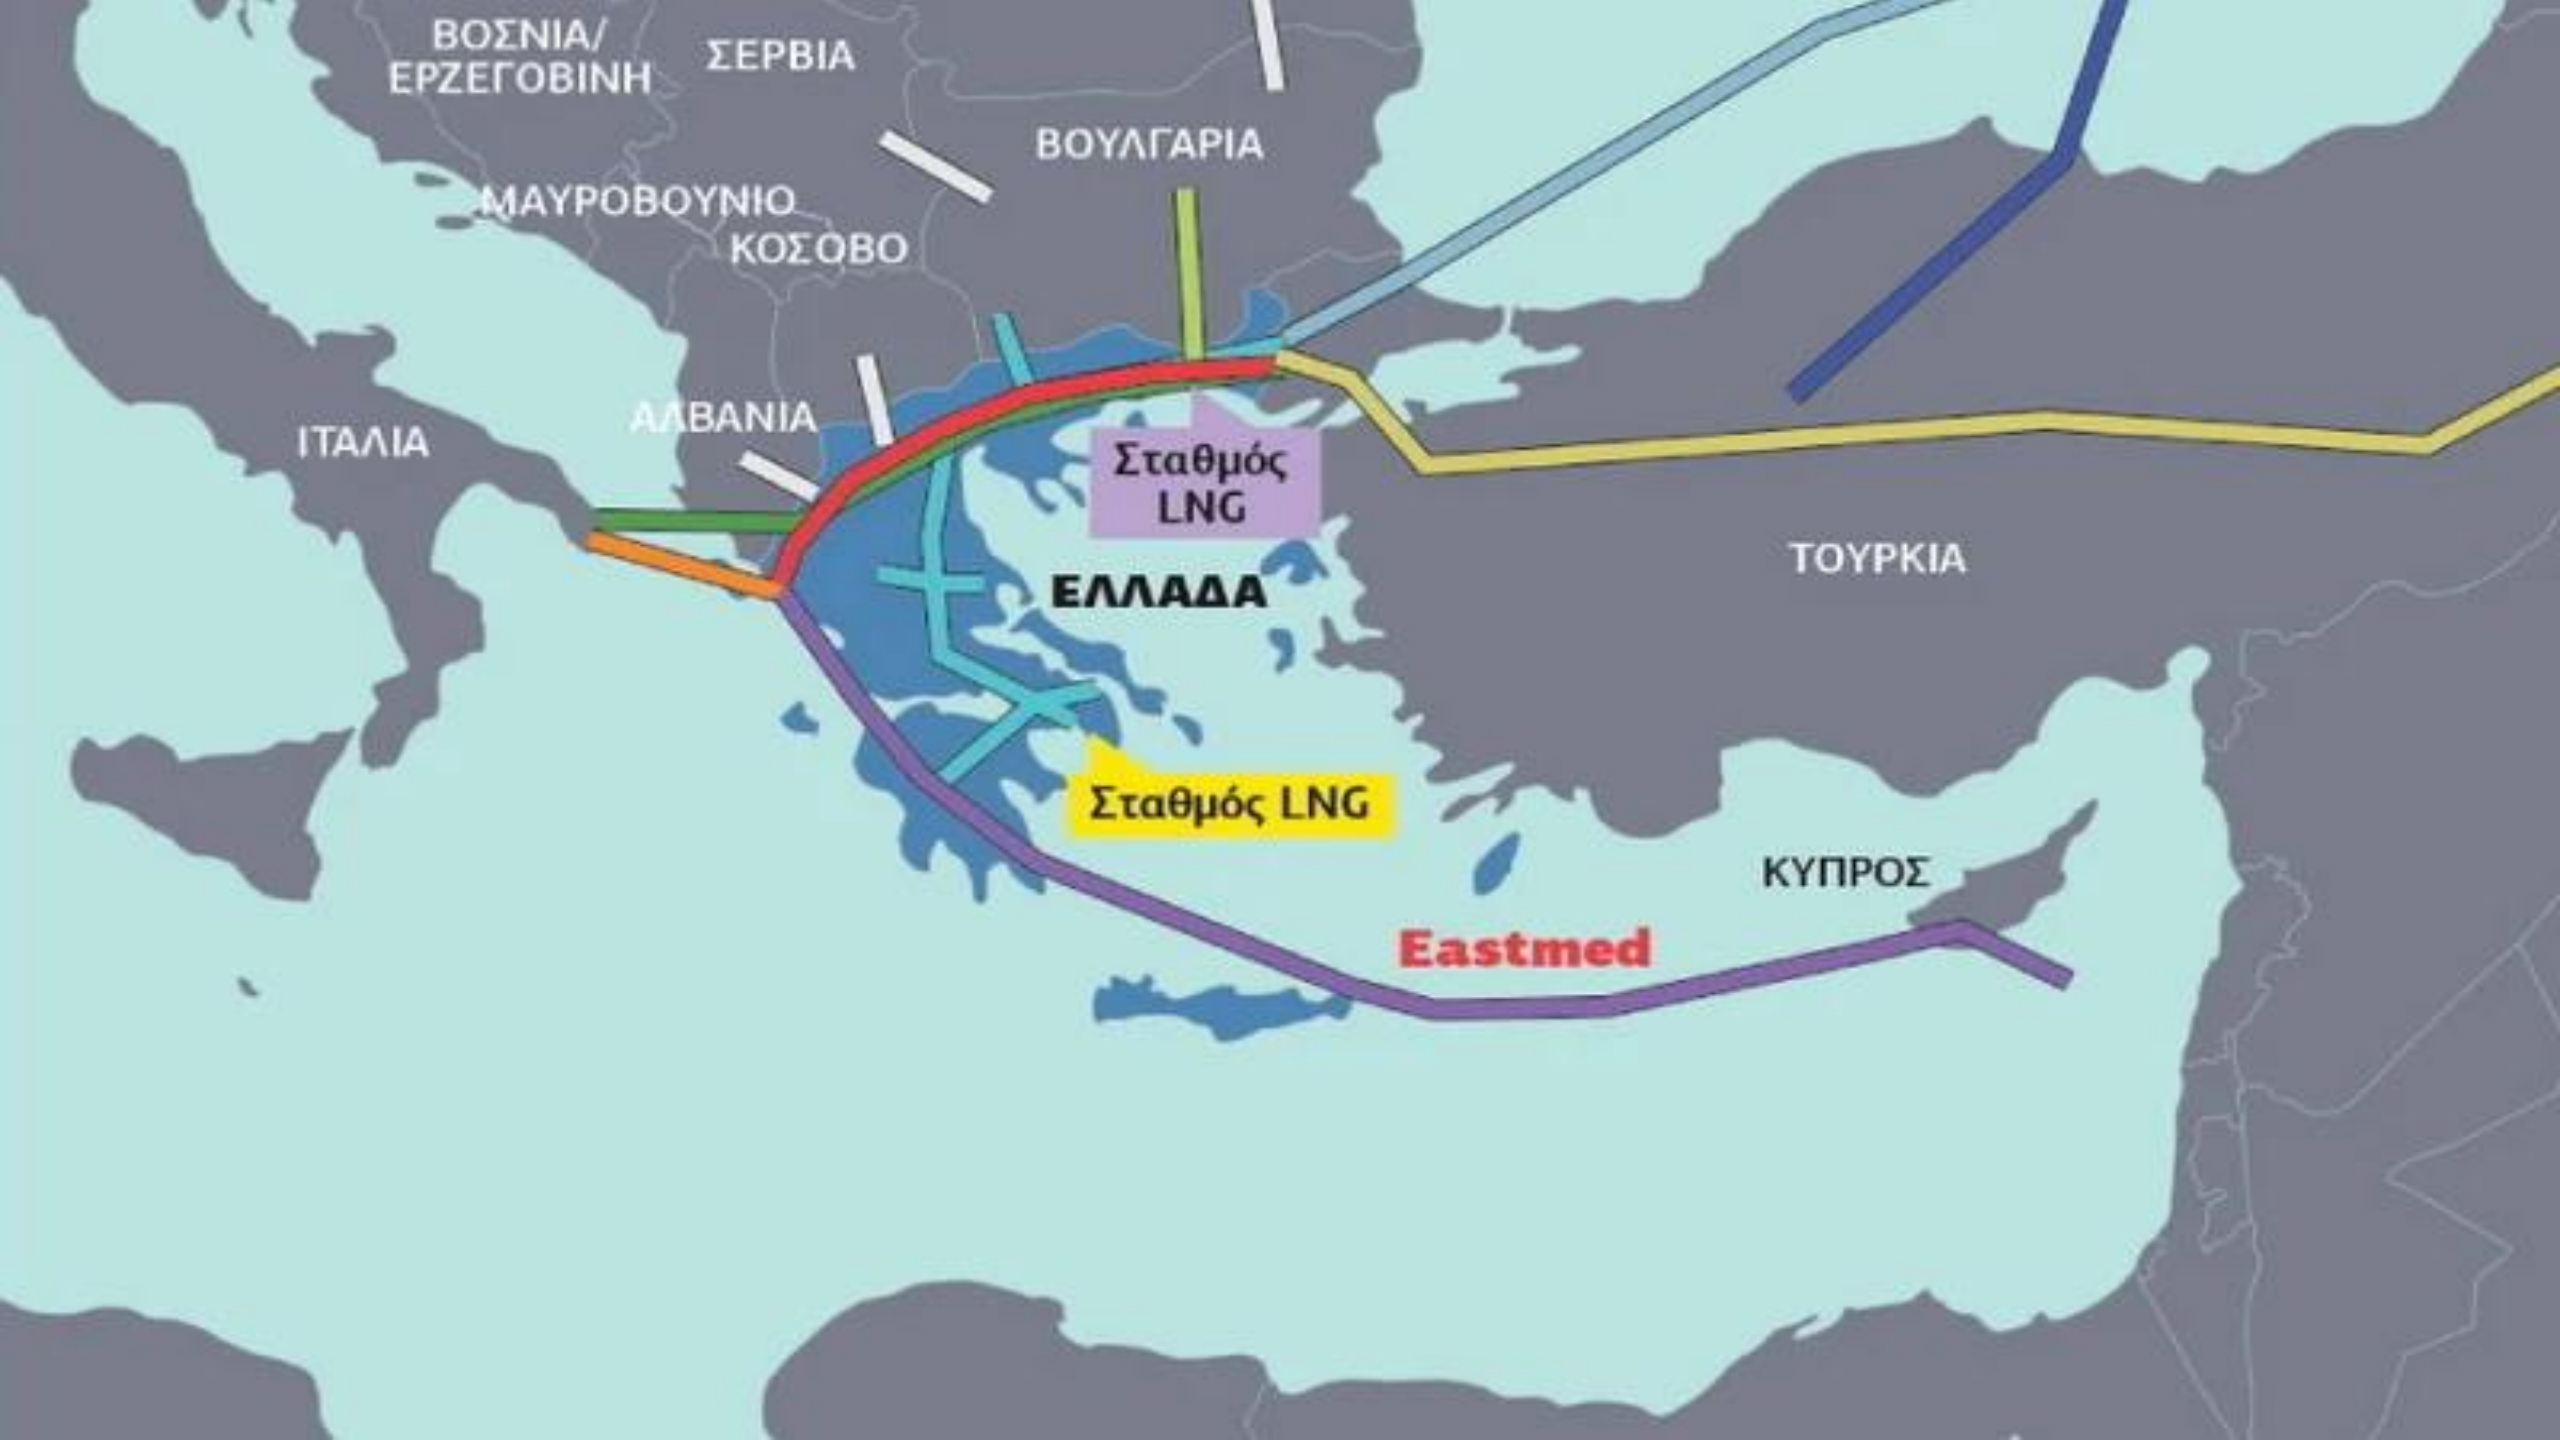 ΒΟΣΝΙΑ/
ΕΡΖΕΓΟΒΙΝΗ
ΣΕΡΒΙΑ
ΒΟΥΛΓΑΡΙΑ
ΜΑΥΡΟΒΟΥΝΙΟ
ΚΟΣΟΒΟ
ΑΛΒΑΝΙΑ
ΙΤΑΛΙΑ
Σταθμός
LNG
ΕΛΛΑΔΑ
ΤΟΥΡΚΙΑ
Σταθμός LNG
ΚΥΠΡΟΣ
Eastmed